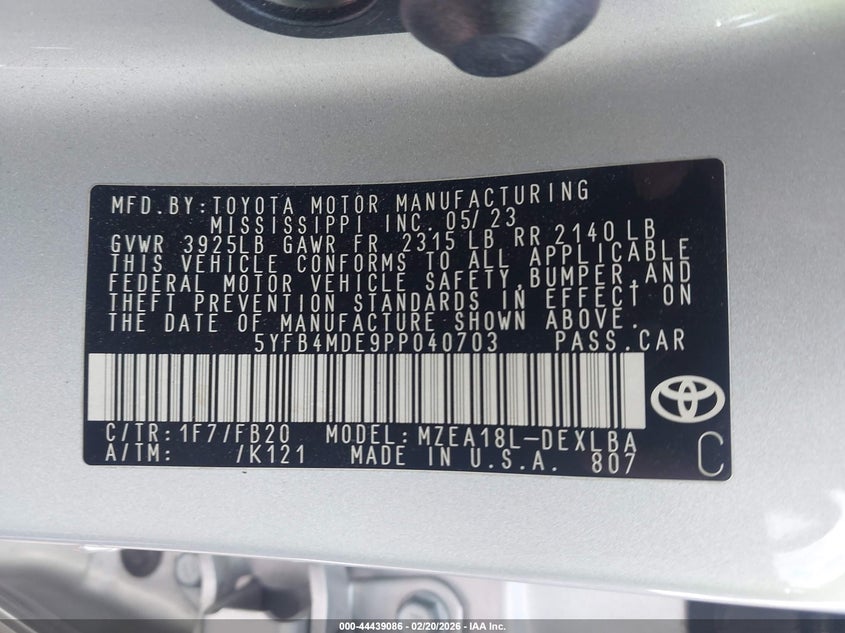 MFD.BY:TOYOTA MOTOR MANUFACTURING
MISSISSIPPI INC. 05/23
GVWR 3925LB GAWR FR 2315 LB RR 2140 LB
THIS VEHICLE CONFORMS TO ALL APPLICABLE
FEDERAL MOTOR VEHICLE SAFETY,BUMPER,AND
THEFT PREVENTION STANDARDS IN EFFECT ON
THE DATE OF MANUFACTURE SHOWN ABOVE.
5YFB4MDE9PP040703 PASS.CAR
C/TR:1F7/FB20 MODEL:MZEA18L-DEXLBA
A/TM: /K121 MADE IN U.S.A. 807 C
000-44439086 - 02/20/2026 - IAA Inc.